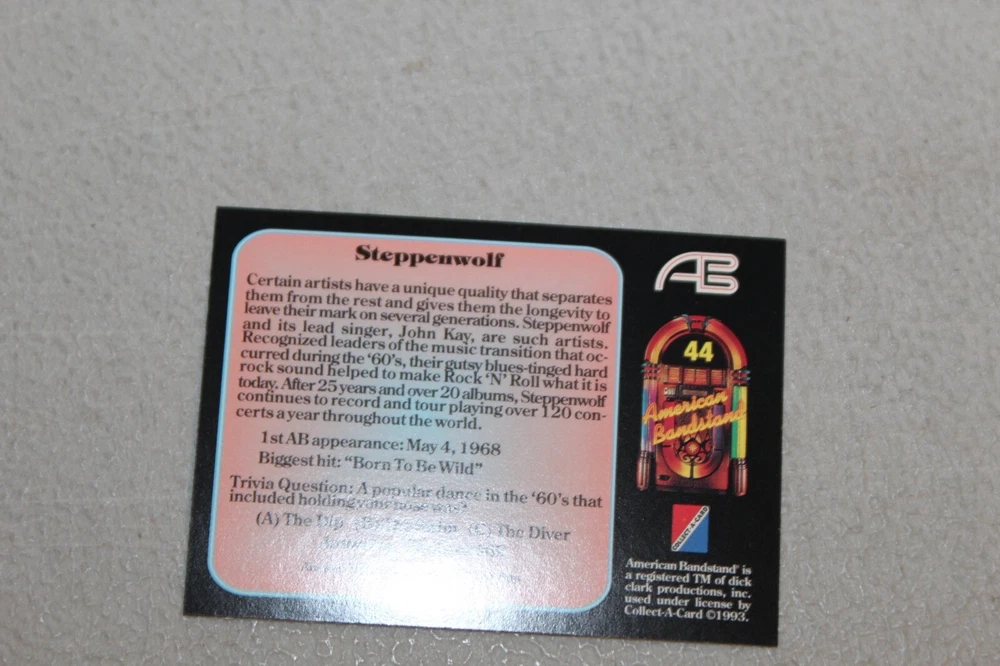 Steppenwolf
Certain artists have a unique quality that separates
them from the rest and gives them the longevity to
leave their mark on several generations. Steppenwolf
and its lead singer, John Kay, are such artists.
Recognized leaders of the music transition that oc-
curred during the '60's, their gutsy blues-tinged hard
rock sound helped to make Rock 'N' Roll what it is
today. After 25 years and over 20 albums, Steppenwolf
continues to record and tour playing over 120 con-
certs a year throughout the world.
1st AB appearance: May 4, 1968
Biggest hit: "Born To Be Wild"
Trivia Question: A popular dance in the '60's that
included holding your nose was?
(A) The Dip (C) The Diver
AB
44
American
Bandstand
COLLECT-A-CARD
American Bandstand® is
a registered TM of dick
clark productions, inc.
used under license by
Collect-A-Card ©1993.